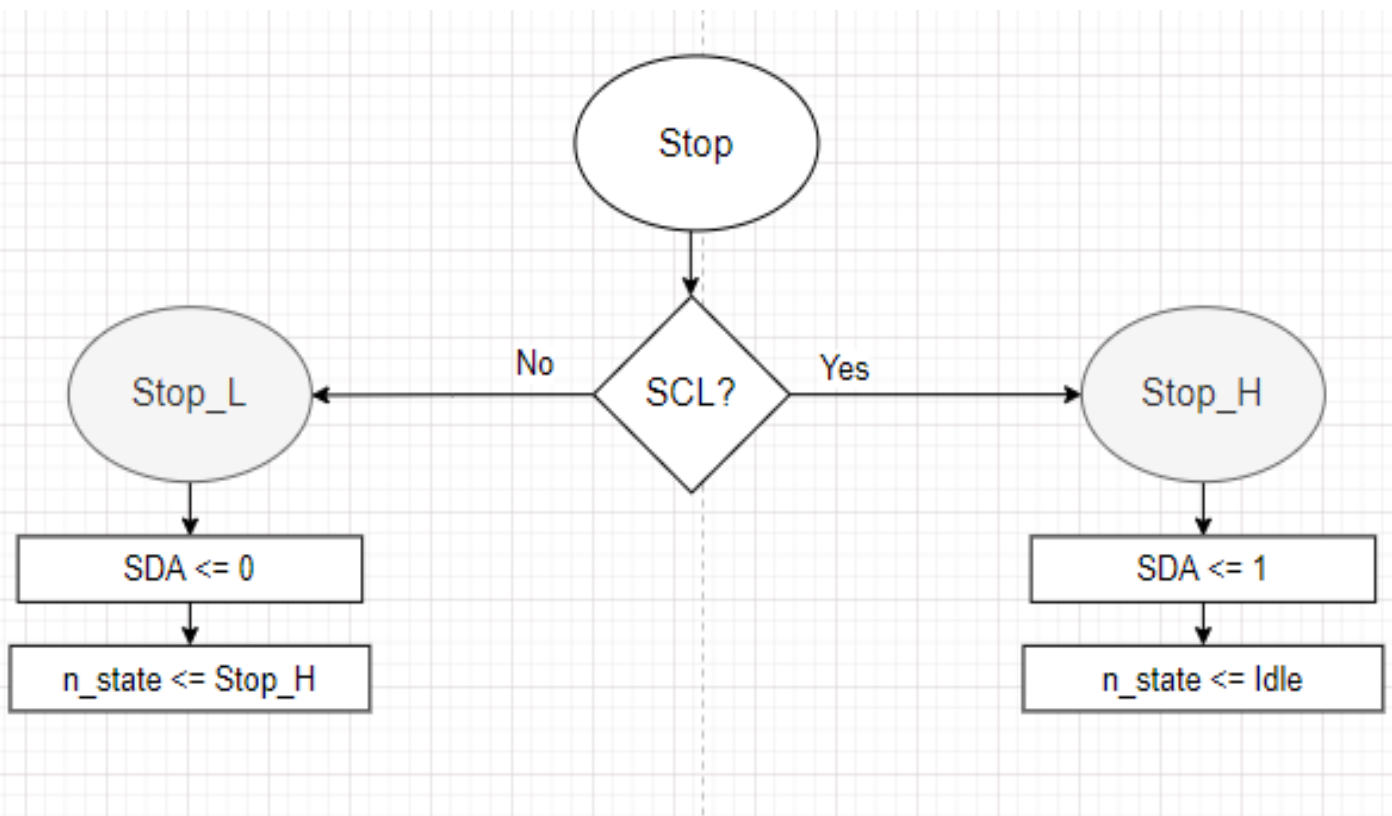 Stop
No
Yes
Stop_L
SCL?
Stop_H
SDA <= 0
SDA <= 1
n_state <= Stop_H
n_state <= Idle